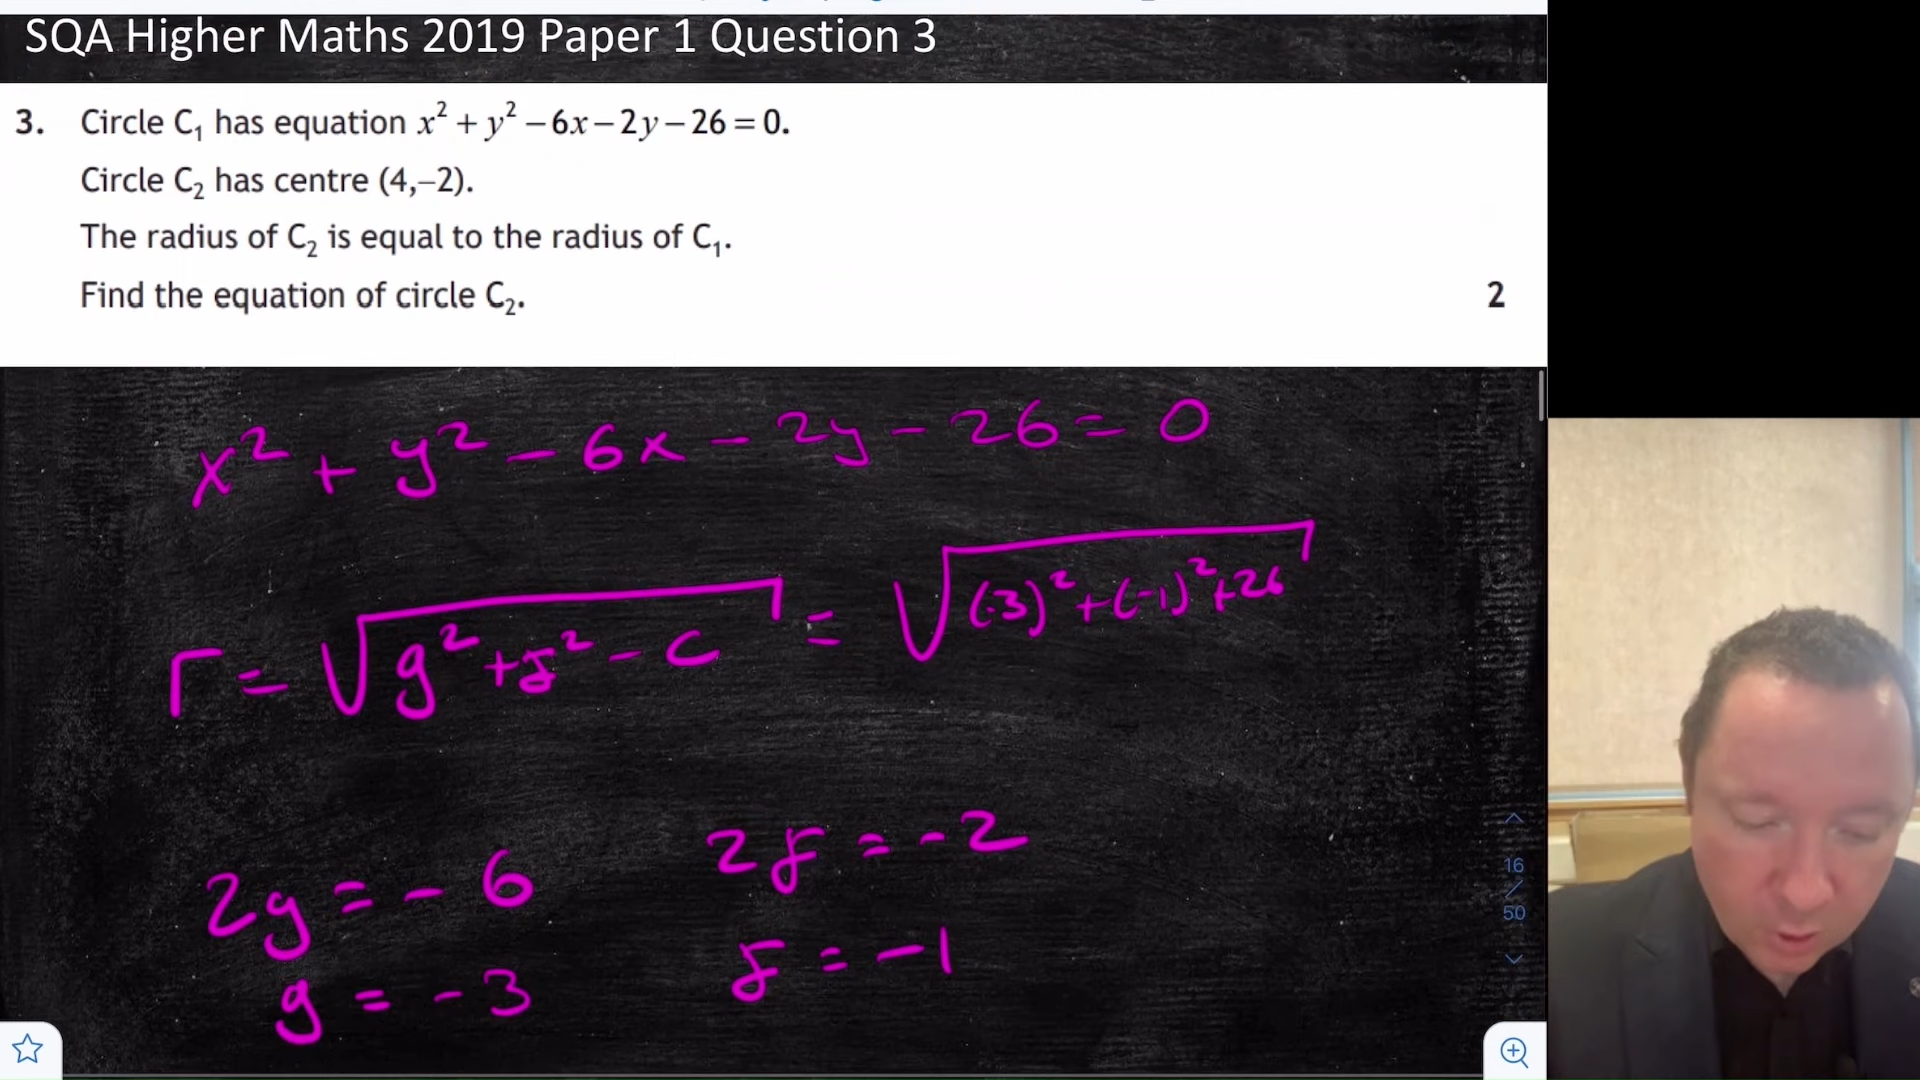 SQA Higher Maths 2019 Paper 1 Question 3
3. Circle C₁ has equation x² + y² − 6x − 2y − 26 = 0.
Circle C₂ has centre (4,−2).
The radius of C₂ is equal to the radius of C₁.
Find the equation of circle C₂. 2
x² + y² − 6x − 2y − 26 = 0
r = √(g² + f² − c) = √((-3)² + (-1)² + 26)
2g = − 6 2f = −2
g = −3 f = −1
16
/
50